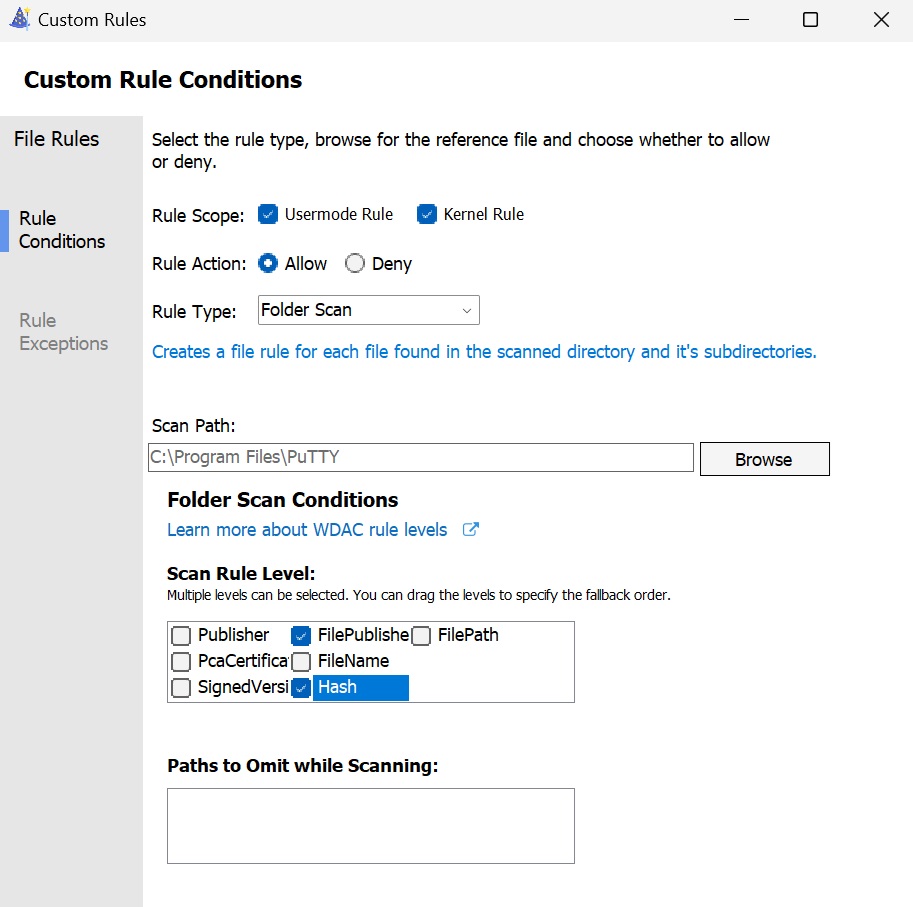 Custom Rules
Custom Rule Conditions
File Rules
Rule
Conditions
Rule
Exceptions
Select the rule type, browse for the reference file and choose whether to allow
or deny.
Rule Scope: Usermode Rule Kernel Rule
Rule Action: Allow Deny
Rule Type: Folder Scan
Creates a file rule for each file found in the scanned directory and it's subdirectories.
Scan Path:
C:\Program Files\PuTTY
Browse
Folder Scan Conditions
Learn more about WDAC rule levels
Scan Rule Level:
Multiple levels can be selected. You can drag the levels to specify the fallback order.
Publisher FilePublishe FilePath
PcaCertifica FileName
SignedVersi Hash
Paths to Omit while Scanning: